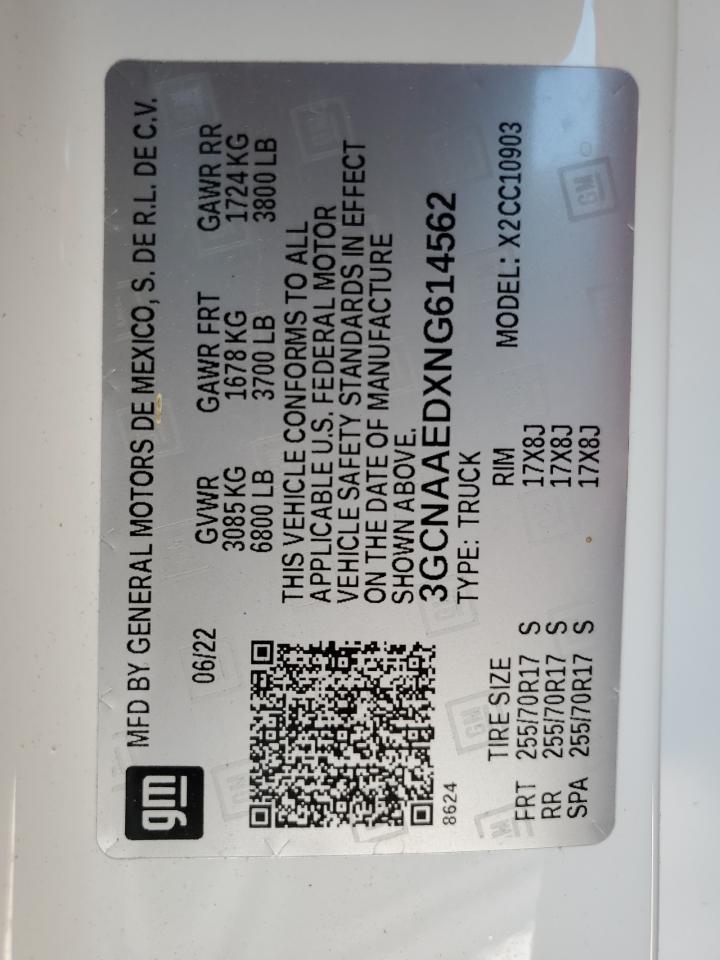 gm
MFD BY GENERAL MOTORS DE MEXICO, S. DE R.L. DE C.V.
06/22
GVWR GAWR FRT GAWR RR
3085 KG 1678 KG 1724 KG
6800 LB 3700 LB 3800 LB
THIS VEHICLE CONFORMS TO ALL
APPLICABLE U.S. FEDERAL MOTOR
VEHICLE SAFETY STANDARDS IN EFFECT
ON THE DATE OF MANUFACTURE
SHOWN ABOVE.
3GCNAAEDXNG614562
TYPE: TRUCK
8624
MODEL: X2CC10903
TIRE SIZE RIM
FRT 255/70R17 S 17X8J
RR 255/70R17 S 17X8J
SPA 255/70R17 S 17X8J
GM
GM